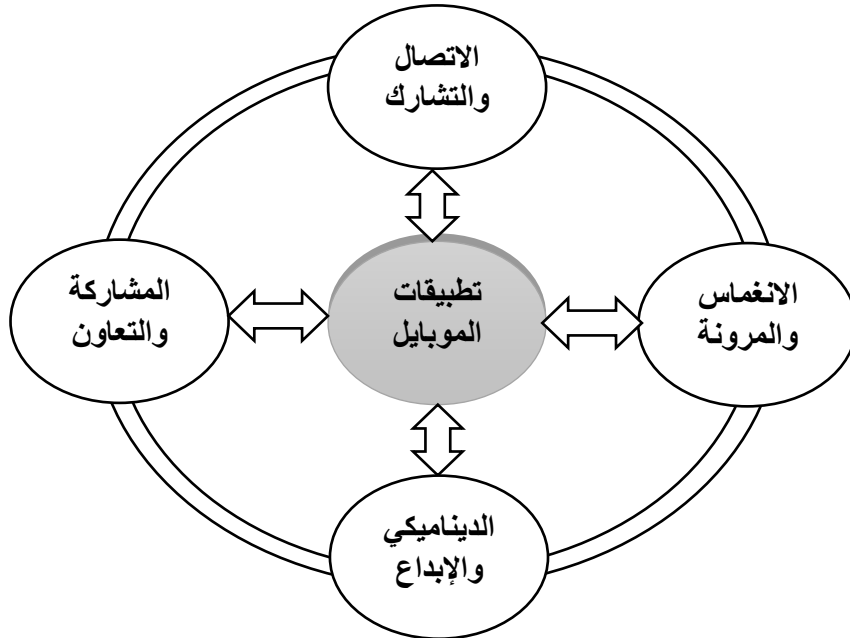 الاتصال
والتشارك
الانغماس
والمرونة
تطبيقات
الموبايل
المشاركة
والتعاون
الديناميكي
والإبداع